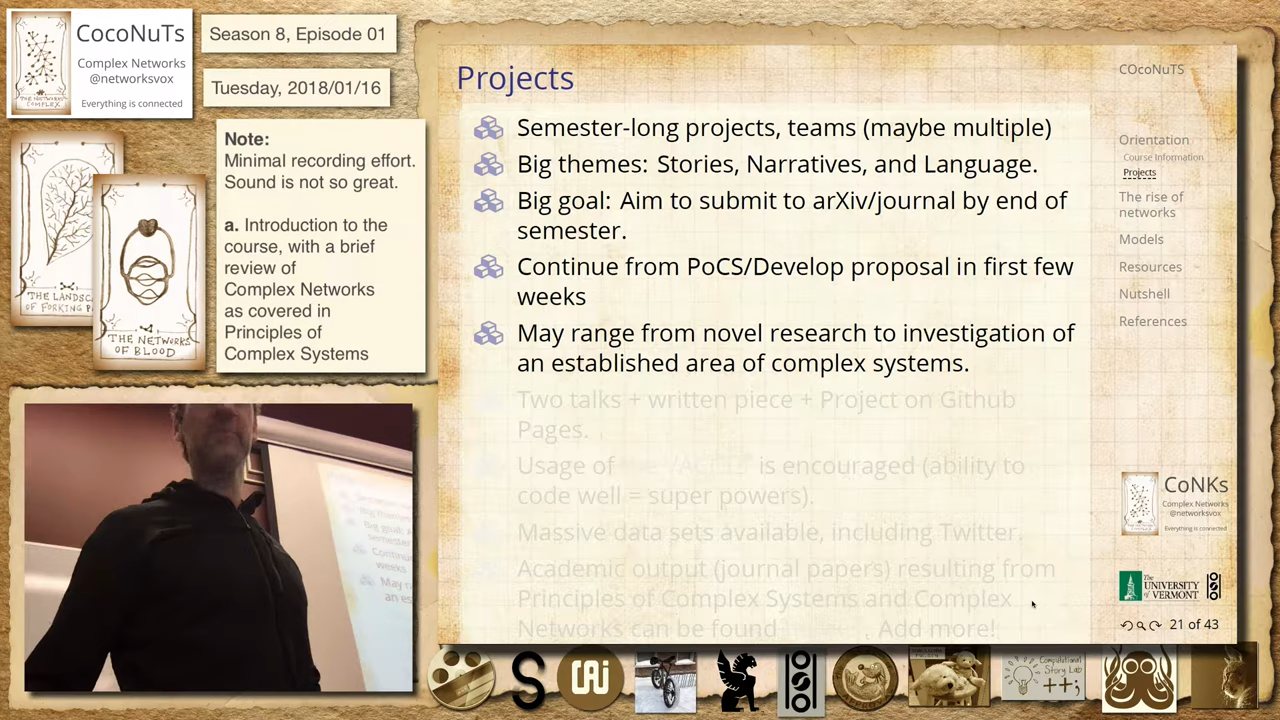 CocoNuTs
Complex Networks
@networksvox
Everything is connected
Season 8, Episode 01
Tuesday, 2018/01/16
Note:
Minimal recording effort.
Sound is not so great.
a. Introduction to the
course, with a brief
review of
Complex Networks
as covered in
Principles of
Complex Systems
THE NETWORKS
OF BLOOD
Projects
Semester-long projects, teams (maybe multiple)
Big themes: Stories, Narratives, and Language.
Big goal: Aim to submit to arXiv/journal by end of
semester.
Continue from PoCS/Develop proposal in first few
weeks
May range from novel research to investigation of
an established area of complex systems.
Two talks + written piece + Project on Github
Pages.
Usage of is encouraged (ability to
code well = super powers).
Massive data sets available, including Twitter.
Academic output (journal papers) resulting from
Principles of Complex Systems and Complex
Networks can be found . Add more!
COcoNuTS
Orientation
Course Information
Projects
The rise of
networks
Models
Resources
Nutshell
References
CoNKs
Complex Networks
@networksvox
Everything is connected
The
UNIVERSITY
of VERMONT
21 of 43
Computational
Story Lab
++;